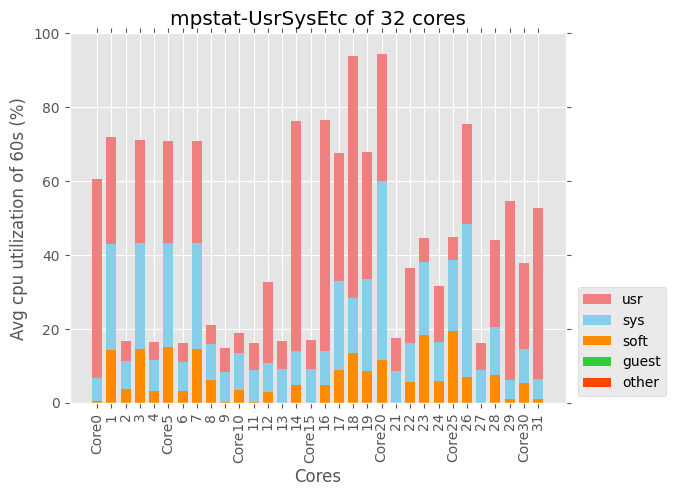 mpstat-UsrSysEtc of 32 cores
Avg cpu utilization of 60s (%)
100
80
60
40
20
0
Core0
1
2
3
4
Core5
6
7
8
9
Core10
11
12
13
14
Core15
16
17
18
19
Core20
21
22
23
24
Core25
26
27
28
29
Core30
31
Cores
usr
sys
soft
guest
other